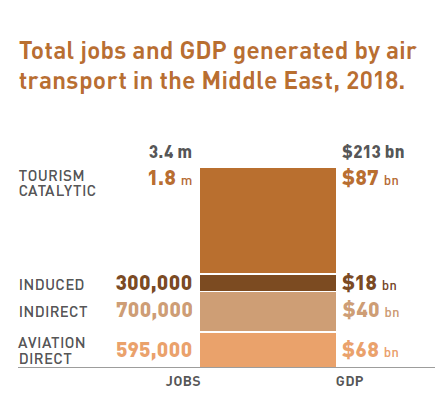 Total jobs and GDP generated by air
transport in the Middle East, 2018.
3.4 m $213 bn
TOURISM CATALYTIC 1.8 m $87 bn
INDUCED 300,000 $18 bn
INDIRECT 700,000 $40 bn
AVIATION DIRECT 595,000 $68 bn
JOBS GDP